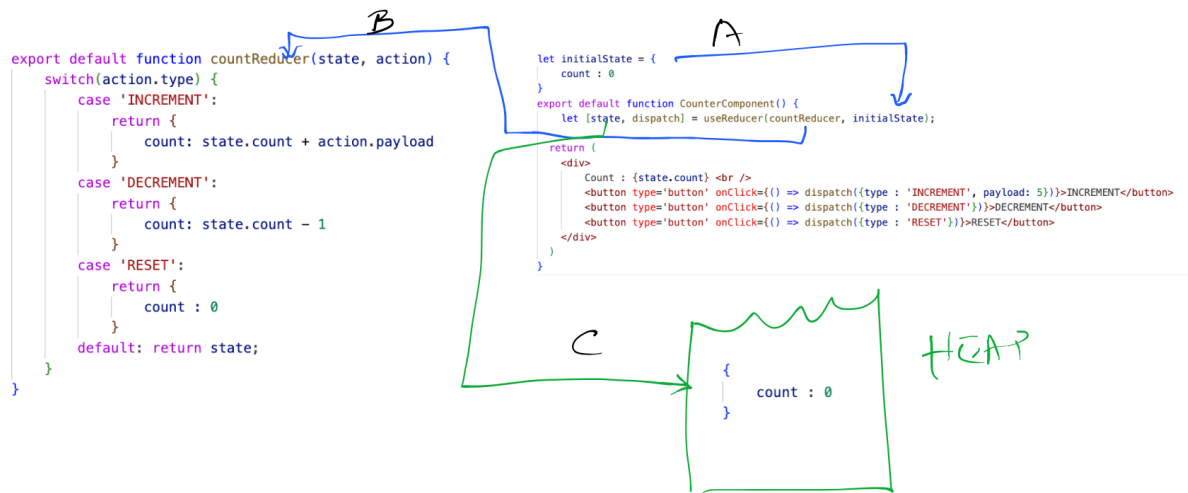 B
A
export default function countReducer(state, action) {
switch(action.type) {
case 'INCREMENT':
return {
count: state.count + action.payload
}
case 'DECREMENT':
return {
count: state.count - 1
}
case 'RESET':
return {
count : 0
}
default: return state;
}
}
let initialState = {
count : 0
}
export default function CounterComponent() {
let [state, dispatch] = useReducer(countReducer, initialState);
return (
<div>
Count : {state.count} <br />
<button type='button' onClick={() => dispatch({type : 'INCREMENT', payload: 5})}>INCREMENT</button>
<button type='button' onClick={() => dispatch({type : 'DECREMENT'})}>DECREMENT</button>
<button type='button' onClick={() => dispatch({type : 'RESET'})}>RESET</button>
</div>
)
}
C
{
count : 0
}
HEAP